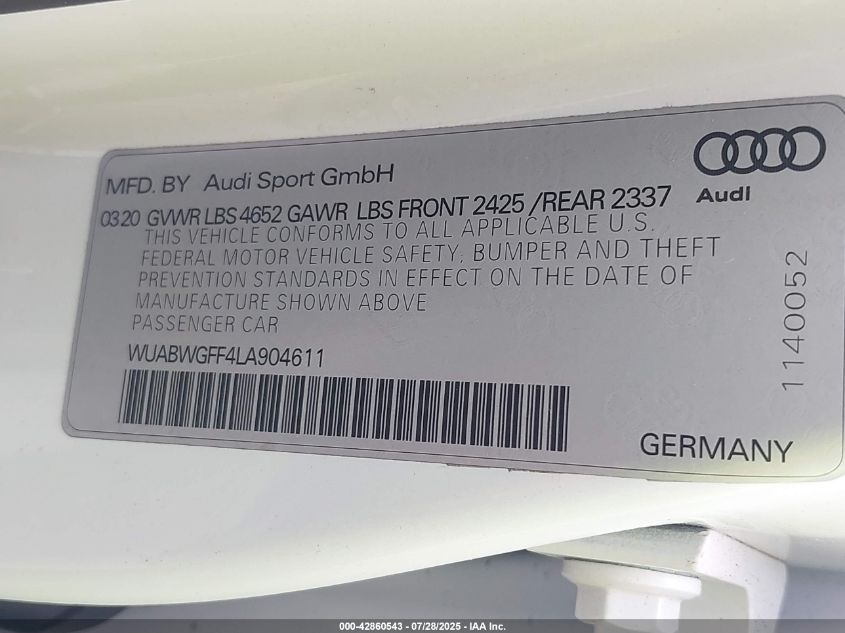 MFD. BY Audi Sport GmbH
Audi
0320 GVWR LBS 4652 GAWR LBS FRONT 2425 /REAR 2337
THIS VEHICLE CONFORMS TO ALL APPLICABLE U.S.
FEDERAL MOTOR VEHICLE SAFETY, BUMPER AND THEFT
PREVENTION STANDARDS IN EFFECT ON THE DATE OF
MANUFACTURE SHOWN ABOVE
PASSENGER CAR
WUABWGFF4LA904611
1140052
GERMANY
000-42860543 / 07/28/2025 - IAA Inc.